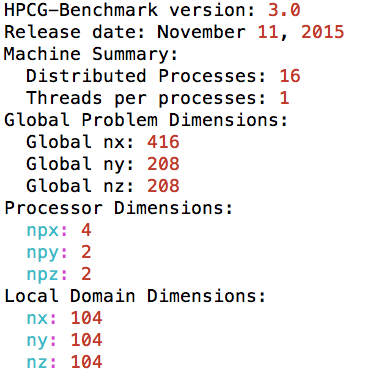 HPCG-Benchmark version: 3.0
Release date: November 11, 2015
Machine Summary:
Distributed Processes: 16
Threads per processes: 1
Global Problem Dimensions:
Global nx: 416
Global ny: 208
Global nz: 208
Processor Dimensions:
npx: 4
npy: 2
npz: 2
Local Domain Dimensions:
nx: 104
ny: 104
nz: 104